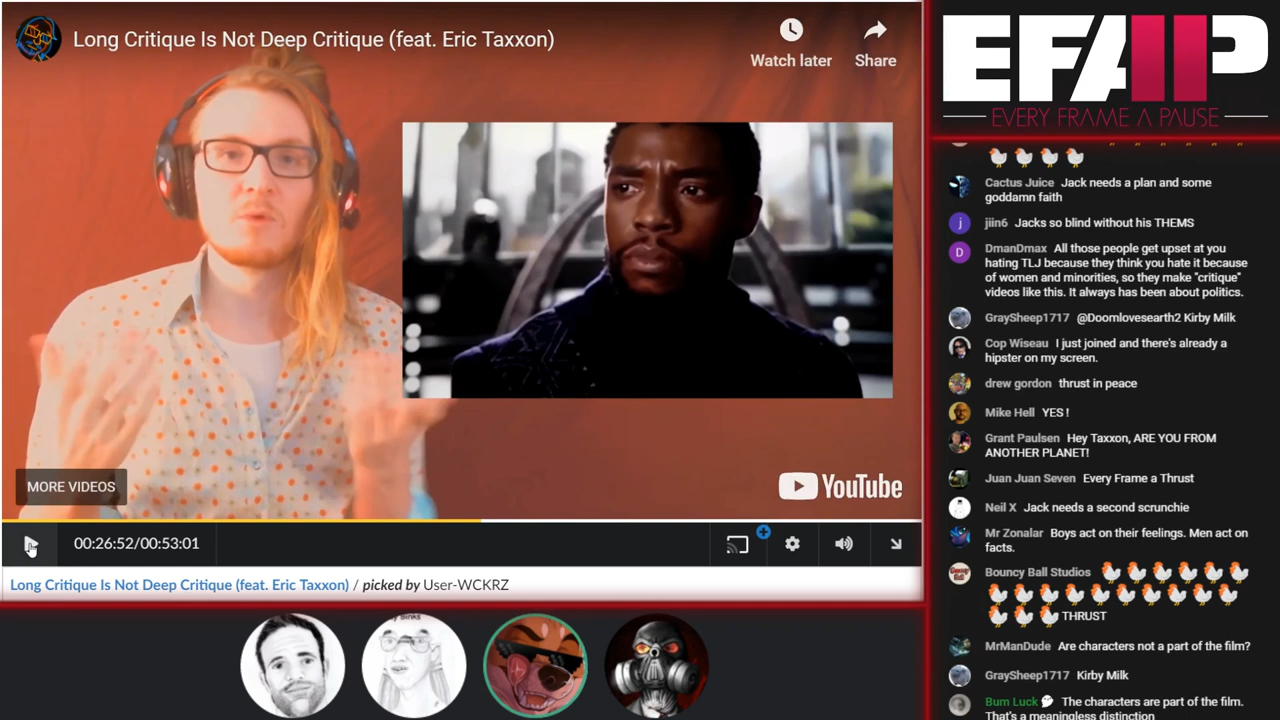 Long Critique Is Not Deep Critique (feat. Eric Taxxon)
Watch later
Share
MORE VIDEOS
YouTube
00:26:52/00:53:01
Long Critique Is Not Deep Critique (feat. Eric Taxxon) / picked by User-WCKRZ
EFAP
EVERY FRAME A PAUSE
Cactus Juice Jack needs a plan and some
goddamn faith
j
jiin6 Jacks so blind without his THEMS
D
DmanDmax All those people get upset at you
hating TLJ because they think you hate it because
of women and minorities, so they make "critique"
videos like this. It always has been about politics.
GraySheep1717 @Doomlovesearth2 Kirby Milk
Cop Wiseau I just joined and there's already a
hipster on my screen.
drew gordon thrust in peace
Mike Hell YES !
Grant Paulsen Hey Taxxon, ARE YOU FROM
ANOTHER PLANET!
Juan Juan Seven Every Frame a Thrust
Neil X Jack needs a second scrunchie
Mr Zonalar Boys act on their feelings. Men act on
facts.
Bouncy Ball Studios
THRUST
MrManDude Are characters not a part of the film?
GraySheep1717 Kirby Milk
Bum Luck The characters are part of the film.
That's a meaningless distinction